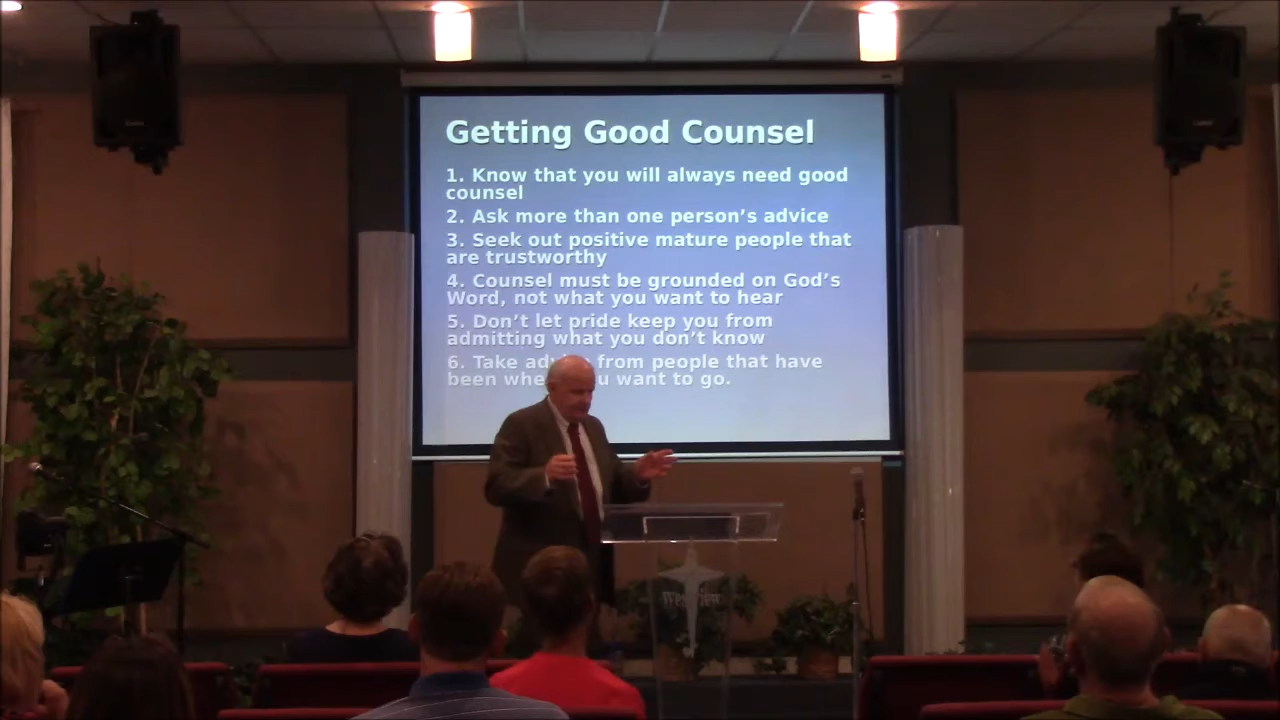 Getting Good Counsel
1. Know that you will always need good
counsel
2. Ask more than one person’s advice
3. Seek out positive mature people that
are trustworthy
4. Counsel must be grounded on God’s
Word, not what you want to hear
5. Don’t let pride keep you from
admitting what you don’t know
6. Take from people that have
been want to go.